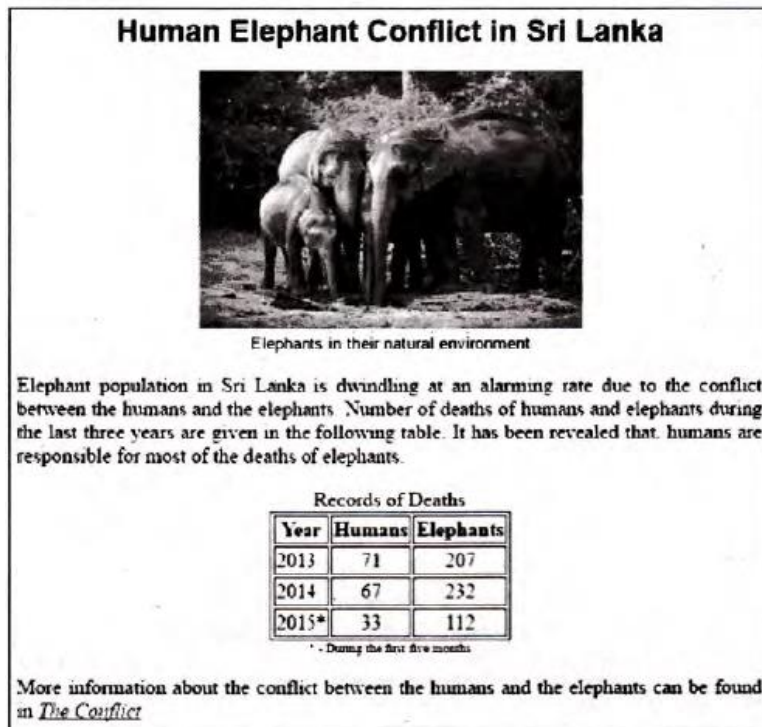 Human Elephant Conflict in Sri Lanka
Elephants in their natural environment
Elephant population in Sri Lanka is dwindling at an alarming rate due to the conflict
between the humans and the elephants. Number of deaths of humans and elephants during
the last three years are given in the following table. It has been revealed that, humans are
responsible for most of the deaths of elephants.
Records of Deaths
Year Humans Elephants
2013 71 207
2014 67 232
2015* 33 112
* - During the first five months
More information about the conflict between the humans and the elephants can be found
in The Conflict